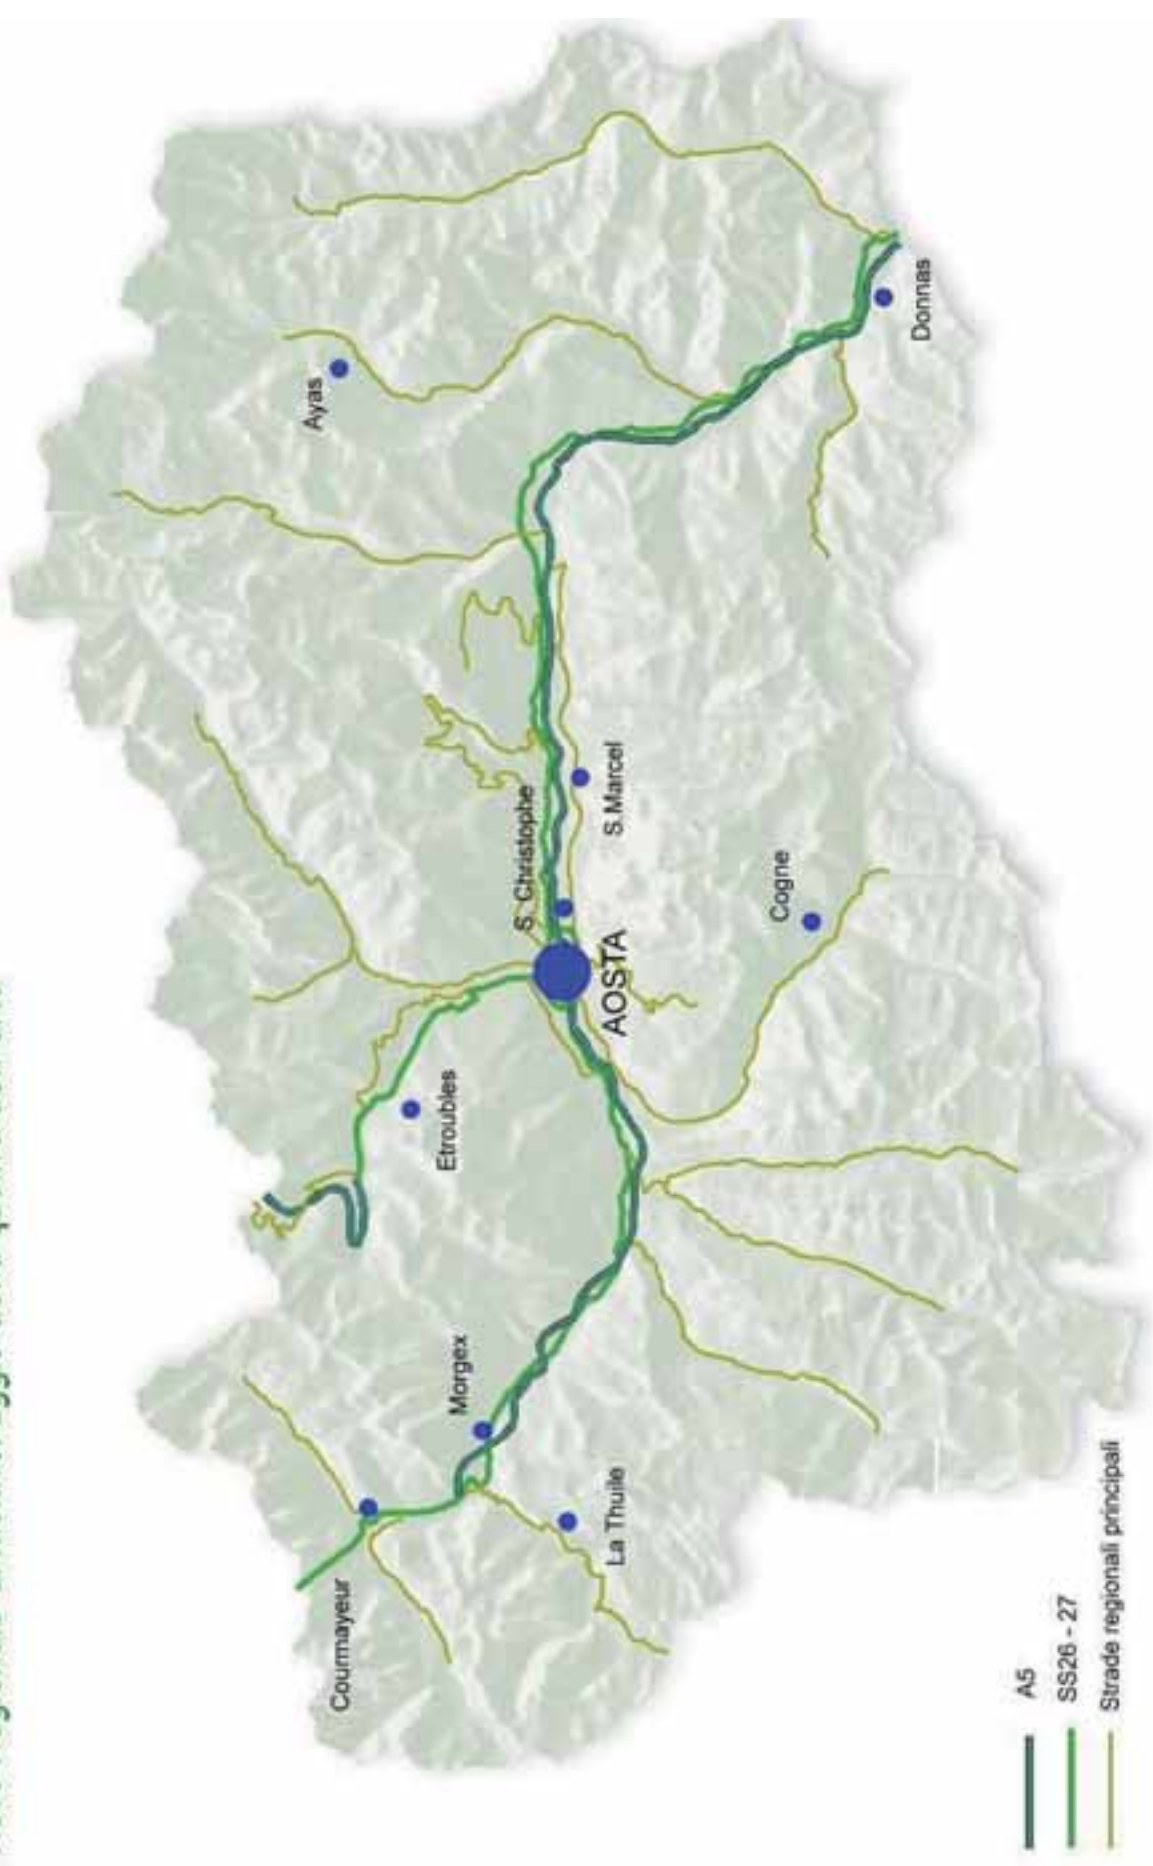 Courmayeur
Morgex
La Thuile
Etroubles
AOSTA
S. Christophe
S.Marcel
Cogne
Ayas
Donnas
A5
SS26 - 27
Strade regionali principali